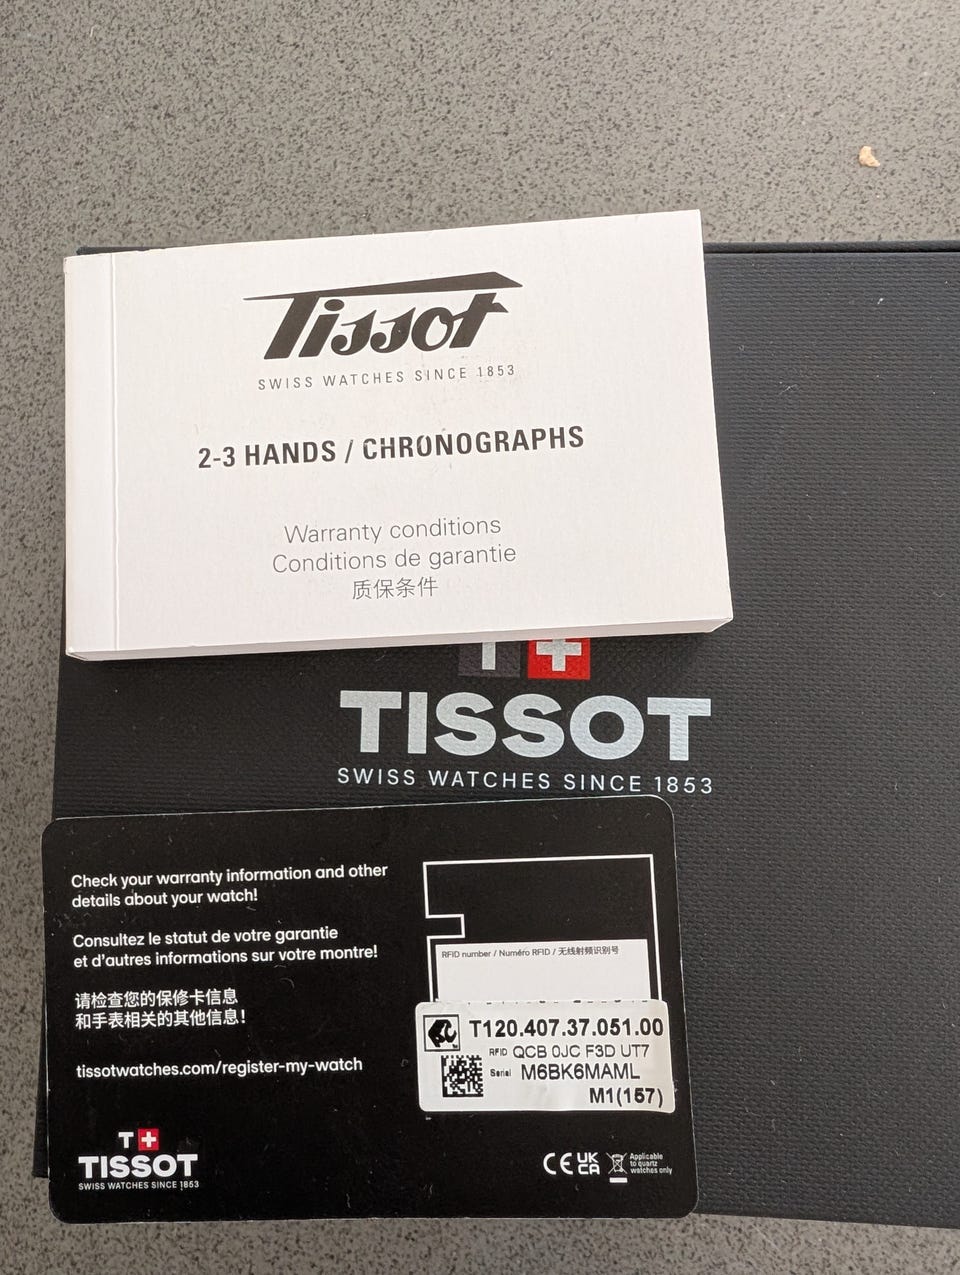 Tissot
SWISS WATCHES SINCE 1853
2-3 HANDS / CHRONOGRAPHS
Warranty conditions
Conditions de garantie
质保条件
T
TISSOT
SWISS WATCHES SINCE 1853
Check your warranty information and other
details about your watch!
Consultez le statut de votre garantie
et d'autres informations sur votre montre!
请检查您的保修卡信息
和手表相关的其他信息!
tissotwatches.com/register-my-watch
T
TISSOT
SWISS WATCHES SINCE 1853
RFID number / Numéro RFID / 无线射频识别号
T120.407.37.051.00
RFID QCB 0JC F3D UT7
Serial M6BK6MAML
M1(157)
CE UK
CA
Applicable
to quartz
watches only